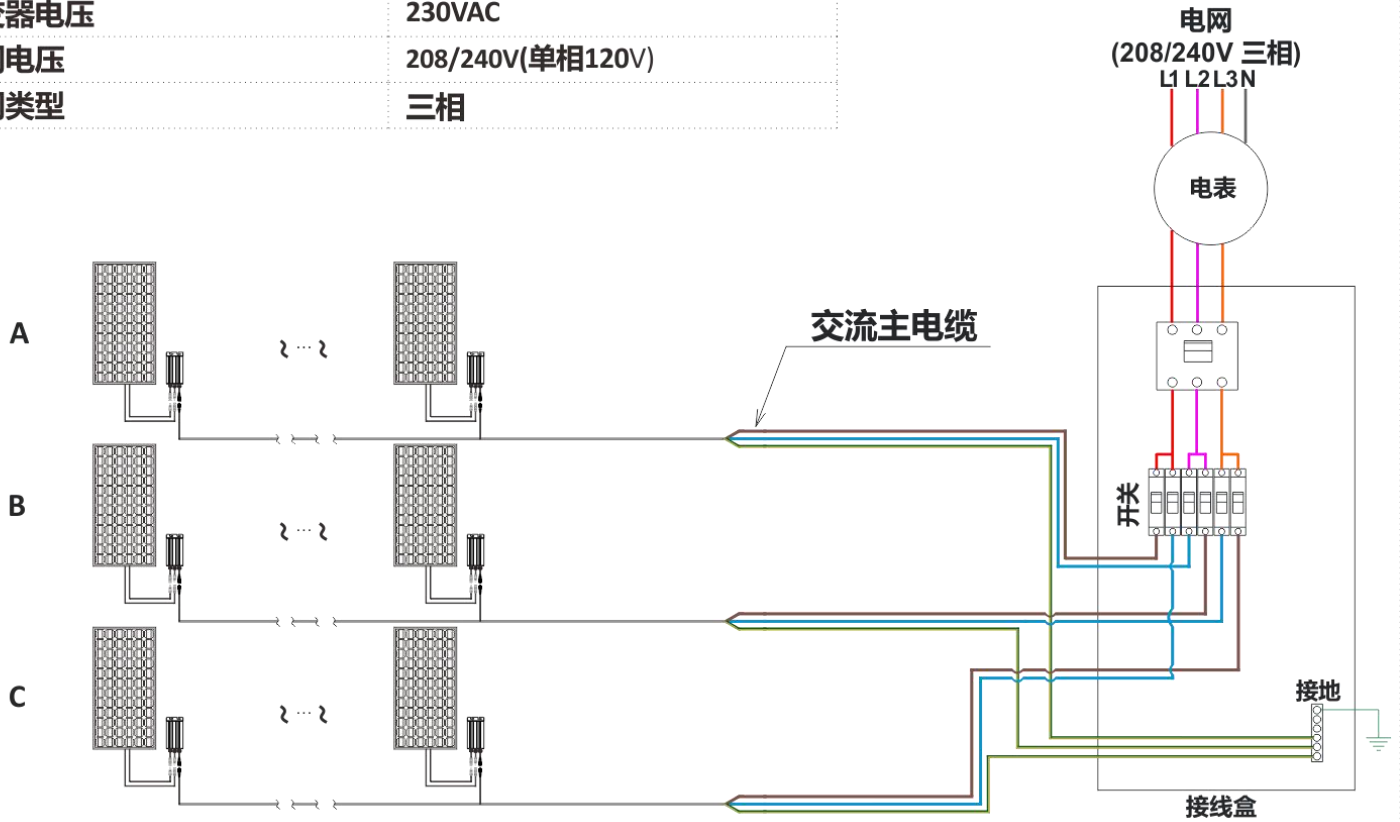 变器电压
230VAC
电压
208/240V(单相120V)
类型
三相
电网
(208/240V 三相)
L1 L2 L3 N
电表
A
交流主电缆
B
开关
C
接地
接线盒